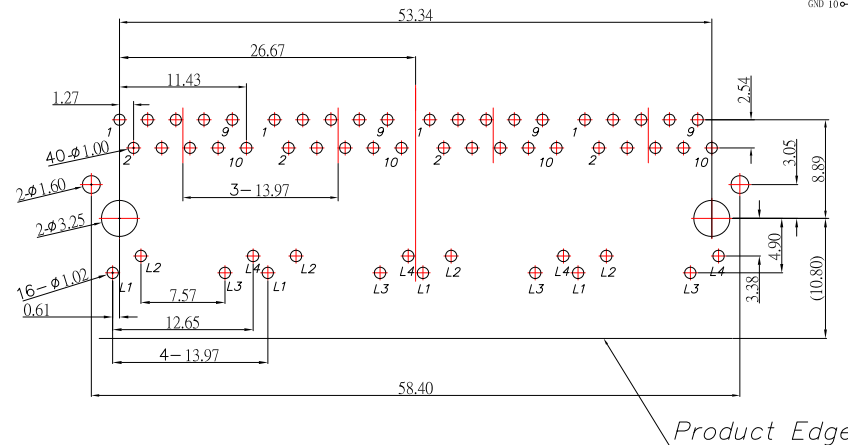 GND 10
53.34
26.67
11.43
1.27
2.54
1 9 1 9 1 9 1 9
2 10 2 10 2 10 2 10
40-ø1.00
3.05
8.89
2-ø1.60
3-13.97
2-ø3.25
L2 L4 L2 L4 L2 L4 L2 L4
L1 L3 L1 L3 L1 L3 L1 L3
16-ø1.02
4.90
3.38
(10.80)
7.57
0.61
12.65
4-13.97
58.40
Product Edge